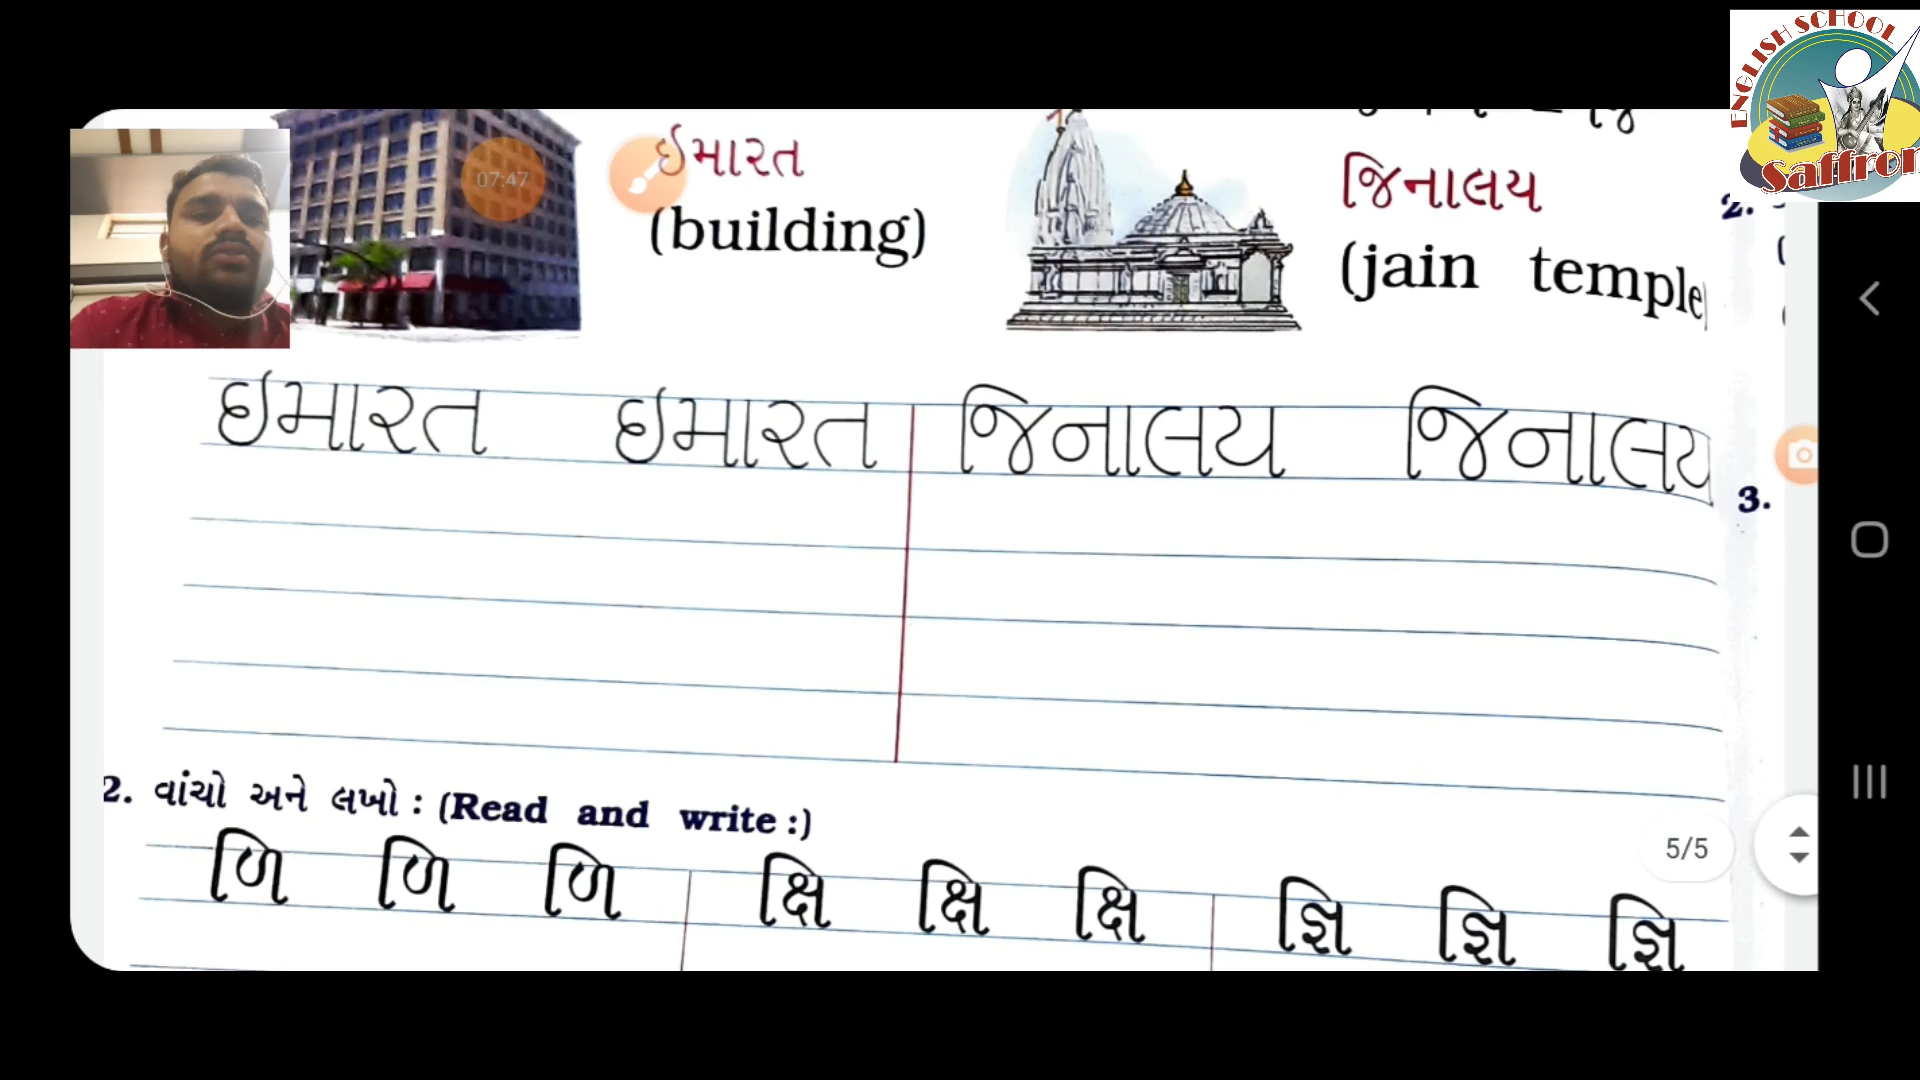 ENGLISH SCHOOL
Saffron
07:47
ઇમારત
(building)
જિનાલય
(jain temple)
2.
ઇમારત ઇમારત જિનાલય જિનાલય
3.
2. વાંચો અને લખો : (Read and write :)
ળિ ળિ ળિ ક્ષિ ક્ષિ ક્ષિ જ્ઞિ જ્ઞિ જ્ઞિ
5/5